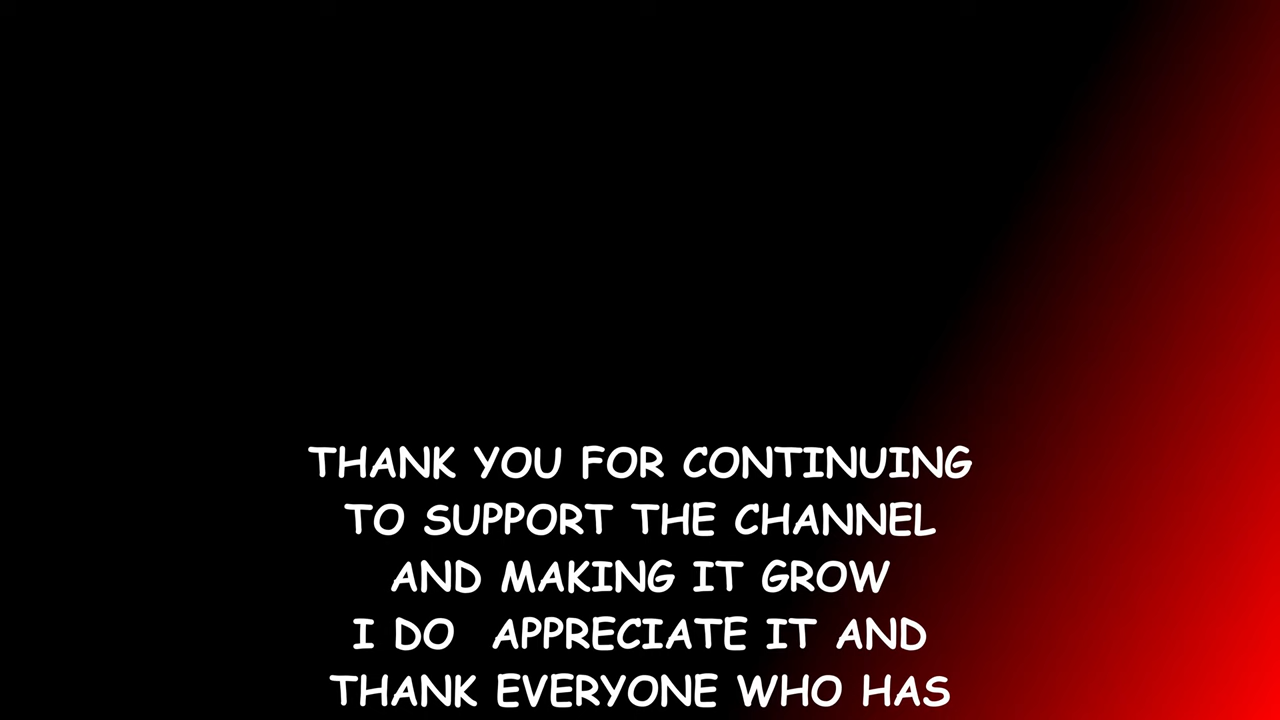 THANK YOU FOR CONTINUING
TO SUPPORT THE CHANNEL
AND MAKING IT GROW
I DO  APPRECIATE IT AND
THANK EVERYONE WHO HAS